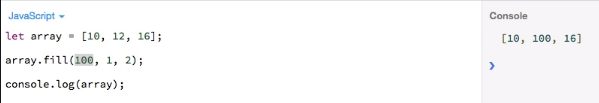 JavaScript
Console
let array = [10, 12, 16];
[10, 100, 16]
array.fill(100, 1, 2);
console.log(array);